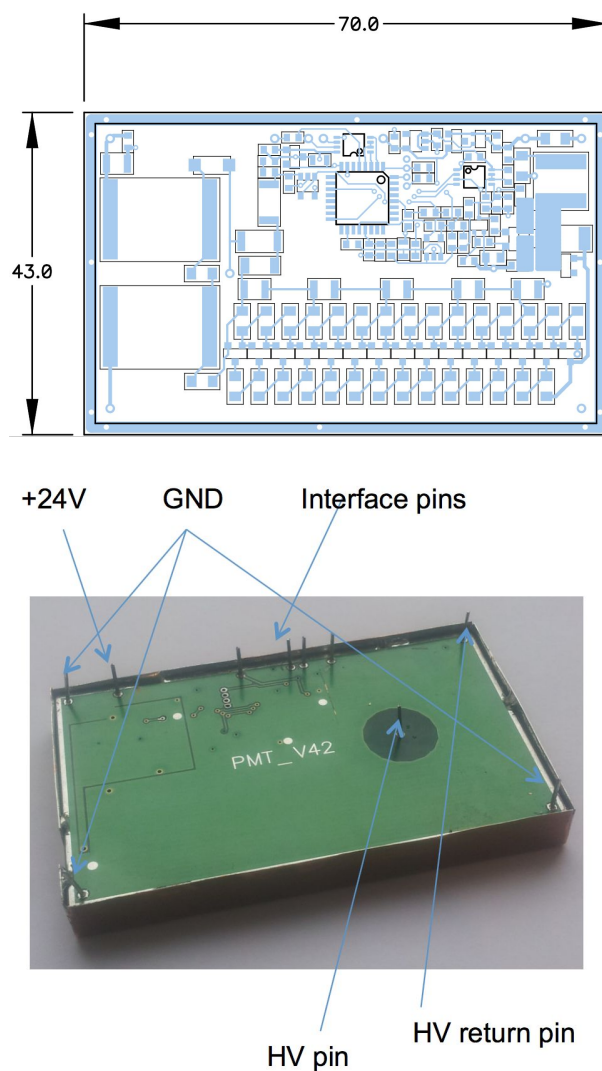 70.0
43.0
+24V GND Interface pins
PMT_V42
HV return pin
HV pin